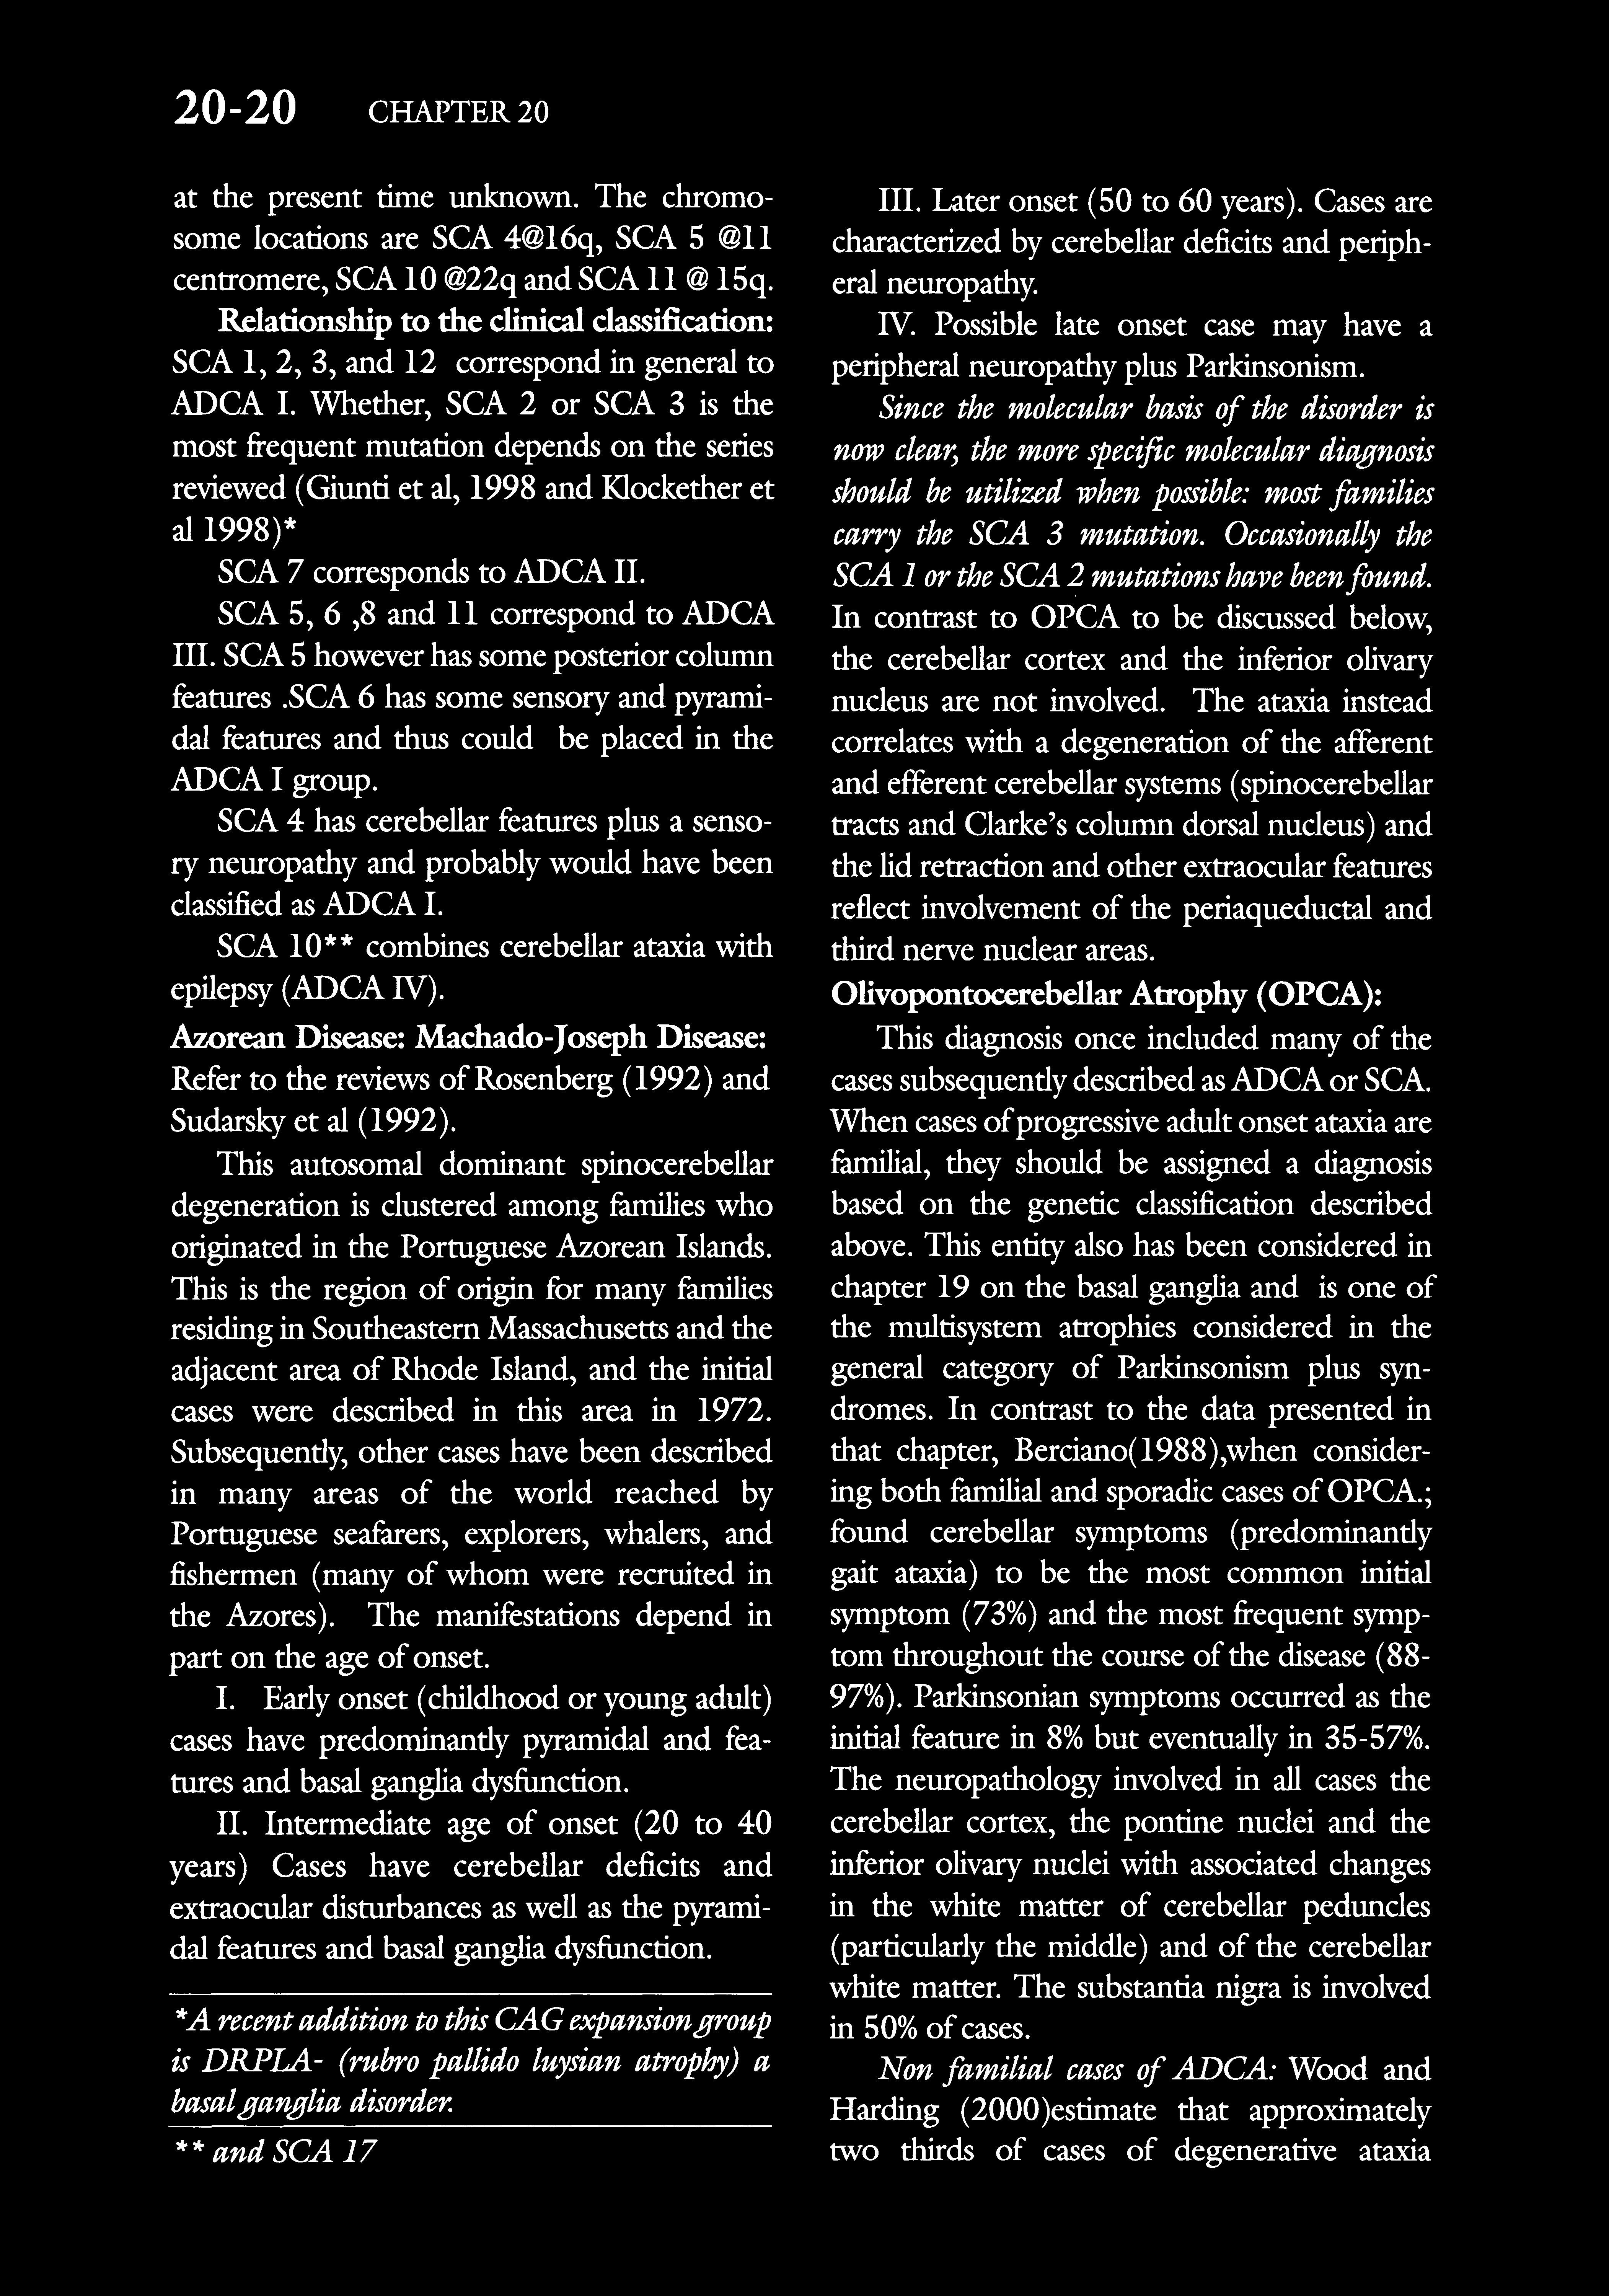 20-20 CHAPTER 20
at the present time unknown. The chromo-
some locations are SCA 4@16q, SCA 5 @11
centromere, SCA 10 @22q and SCA 11 @ 15q.
Relationship to the clinical classification:
SCA 1, 2, 3, and 12 correspond in general to
ADCA I. Whether, SCA 2 or SCA 3 is the
most frequent mutation depends on the series
reviewed (Giunti et al, 1998 and Klockether et
al 1998)*
SCA 7 corresponds to ADCA II.
SCA 5, 6 ,8 and 11 correspond to ADCA
III. SCA 5 however has some posterior column
features .SCA 6 has some sensory and pyrami-
dal features and thus could be placed in the
ADCA I group.
SCA 4 has cerebellar features plus a senso-
ry neuropathy and probably would have been
classified as ADCA I.
SCA 10** combines cerebellar ataxia with
epilepsy (ADCA IV).
Azorean Disease: Machado-Joseph Disease:
Refer to the reviews of Rosenberg (1992) and
Sudarsky et al (1992).
This autosomal dominant spinocerebellar
degeneration is clustered among families who
originated in the Portuguese Azorean Islands.
This is the region of origin for many families
residing in Southeastern Massachusetts and the
adjacent area of Rhode Island, and the initial
cases were described in this area in 1972.
Subsequently, other cases have been described
in many areas of the world reached by
Portuguese seafarers, explorers, whalers, and
fishermen (many of whom were recruited in
the Azores). The manifestations depend in
part on the age of onset.
I. Early onset (childhood or young adult)
cases have predominantly pyramidal and fea-
tures and basal ganglia dysfunction.
II. Intermediate age of onset (20 to 40
years) Cases have cerebellar deficits and
extraocular disturbances as well as the pyrami-
dal features and basal ganglia dysfunction.
*A recent addition to this CAG expansion group
is DRPLA- (rubro pallido luysian atrophy) a
basal ganglia disorder.
** and SCA 17
III. Later onset (50 to 60 years). Cases are
characterized by cerebellar deficits and periph-
eral neuropathy.
IV. Possible late onset case may have a
peripheral neuropathy plus Parkinsonism.
Since the molecular basis of the disorder is
now clear, the more specific molecular diagnosis
should be utilized when possible: most families
carry the SCA 3 mutation. Occasionally the
SCA 1 or the SCA 2 mutations have been found.
In contrast to OPCA to be discussed below,
the cerebellar cortex and the inferior olivary
nucleus are not involved. The ataxia instead
correlates with a degeneration of the afferent
and efferent cerebellar systems (spinocerebellar
tracts and Clarke's column dorsal nucleus) and
the lid retraction and other extraocular features
reflect involvement of the periaqueductal and
third nerve nuclear areas.
Olivopontocerebellar Atrophy (OPCA):
This diagnosis once included many of the
cases subsequently described as ADCA or SCA.
When cases of progressive adult onset ataxia are
familial, they should be assigned a diagnosis
based on the genetic classification described
above. This entity also has been considered in
chapter 19 on the basal ganglia and is one of
the multisystem atrophies considered in the
general category of Parkinsonism plus syn-
dromes. In contrast to the data presented in
that chapter, Berciano(1988),when consider-
ing both familial and sporadic cases of OPCA.;
found cerebellar symptoms (predominantly
gait ataxia) to be the most common initial
symptom (73%) and the most frequent symp-
tom throughout the course of the disease (88-
97%). Parkinsonian symptoms occurred as the
initial feature in 8% but eventually in 35-57%.
The neuropathology involved in all cases the
cerebellar cortex, the pontine nuclei and the
inferior olivary nuclei with associated changes
in the white matter of cerebellar peduncles
(particularly the middle) and of the cerebellar
white matter. The substantia nigra is involved
in 50% of cases.
Non familial cases of ADCA: Wood and
Harding (2000)estimate that approximately
two thirds of cases of degenerative ataxia